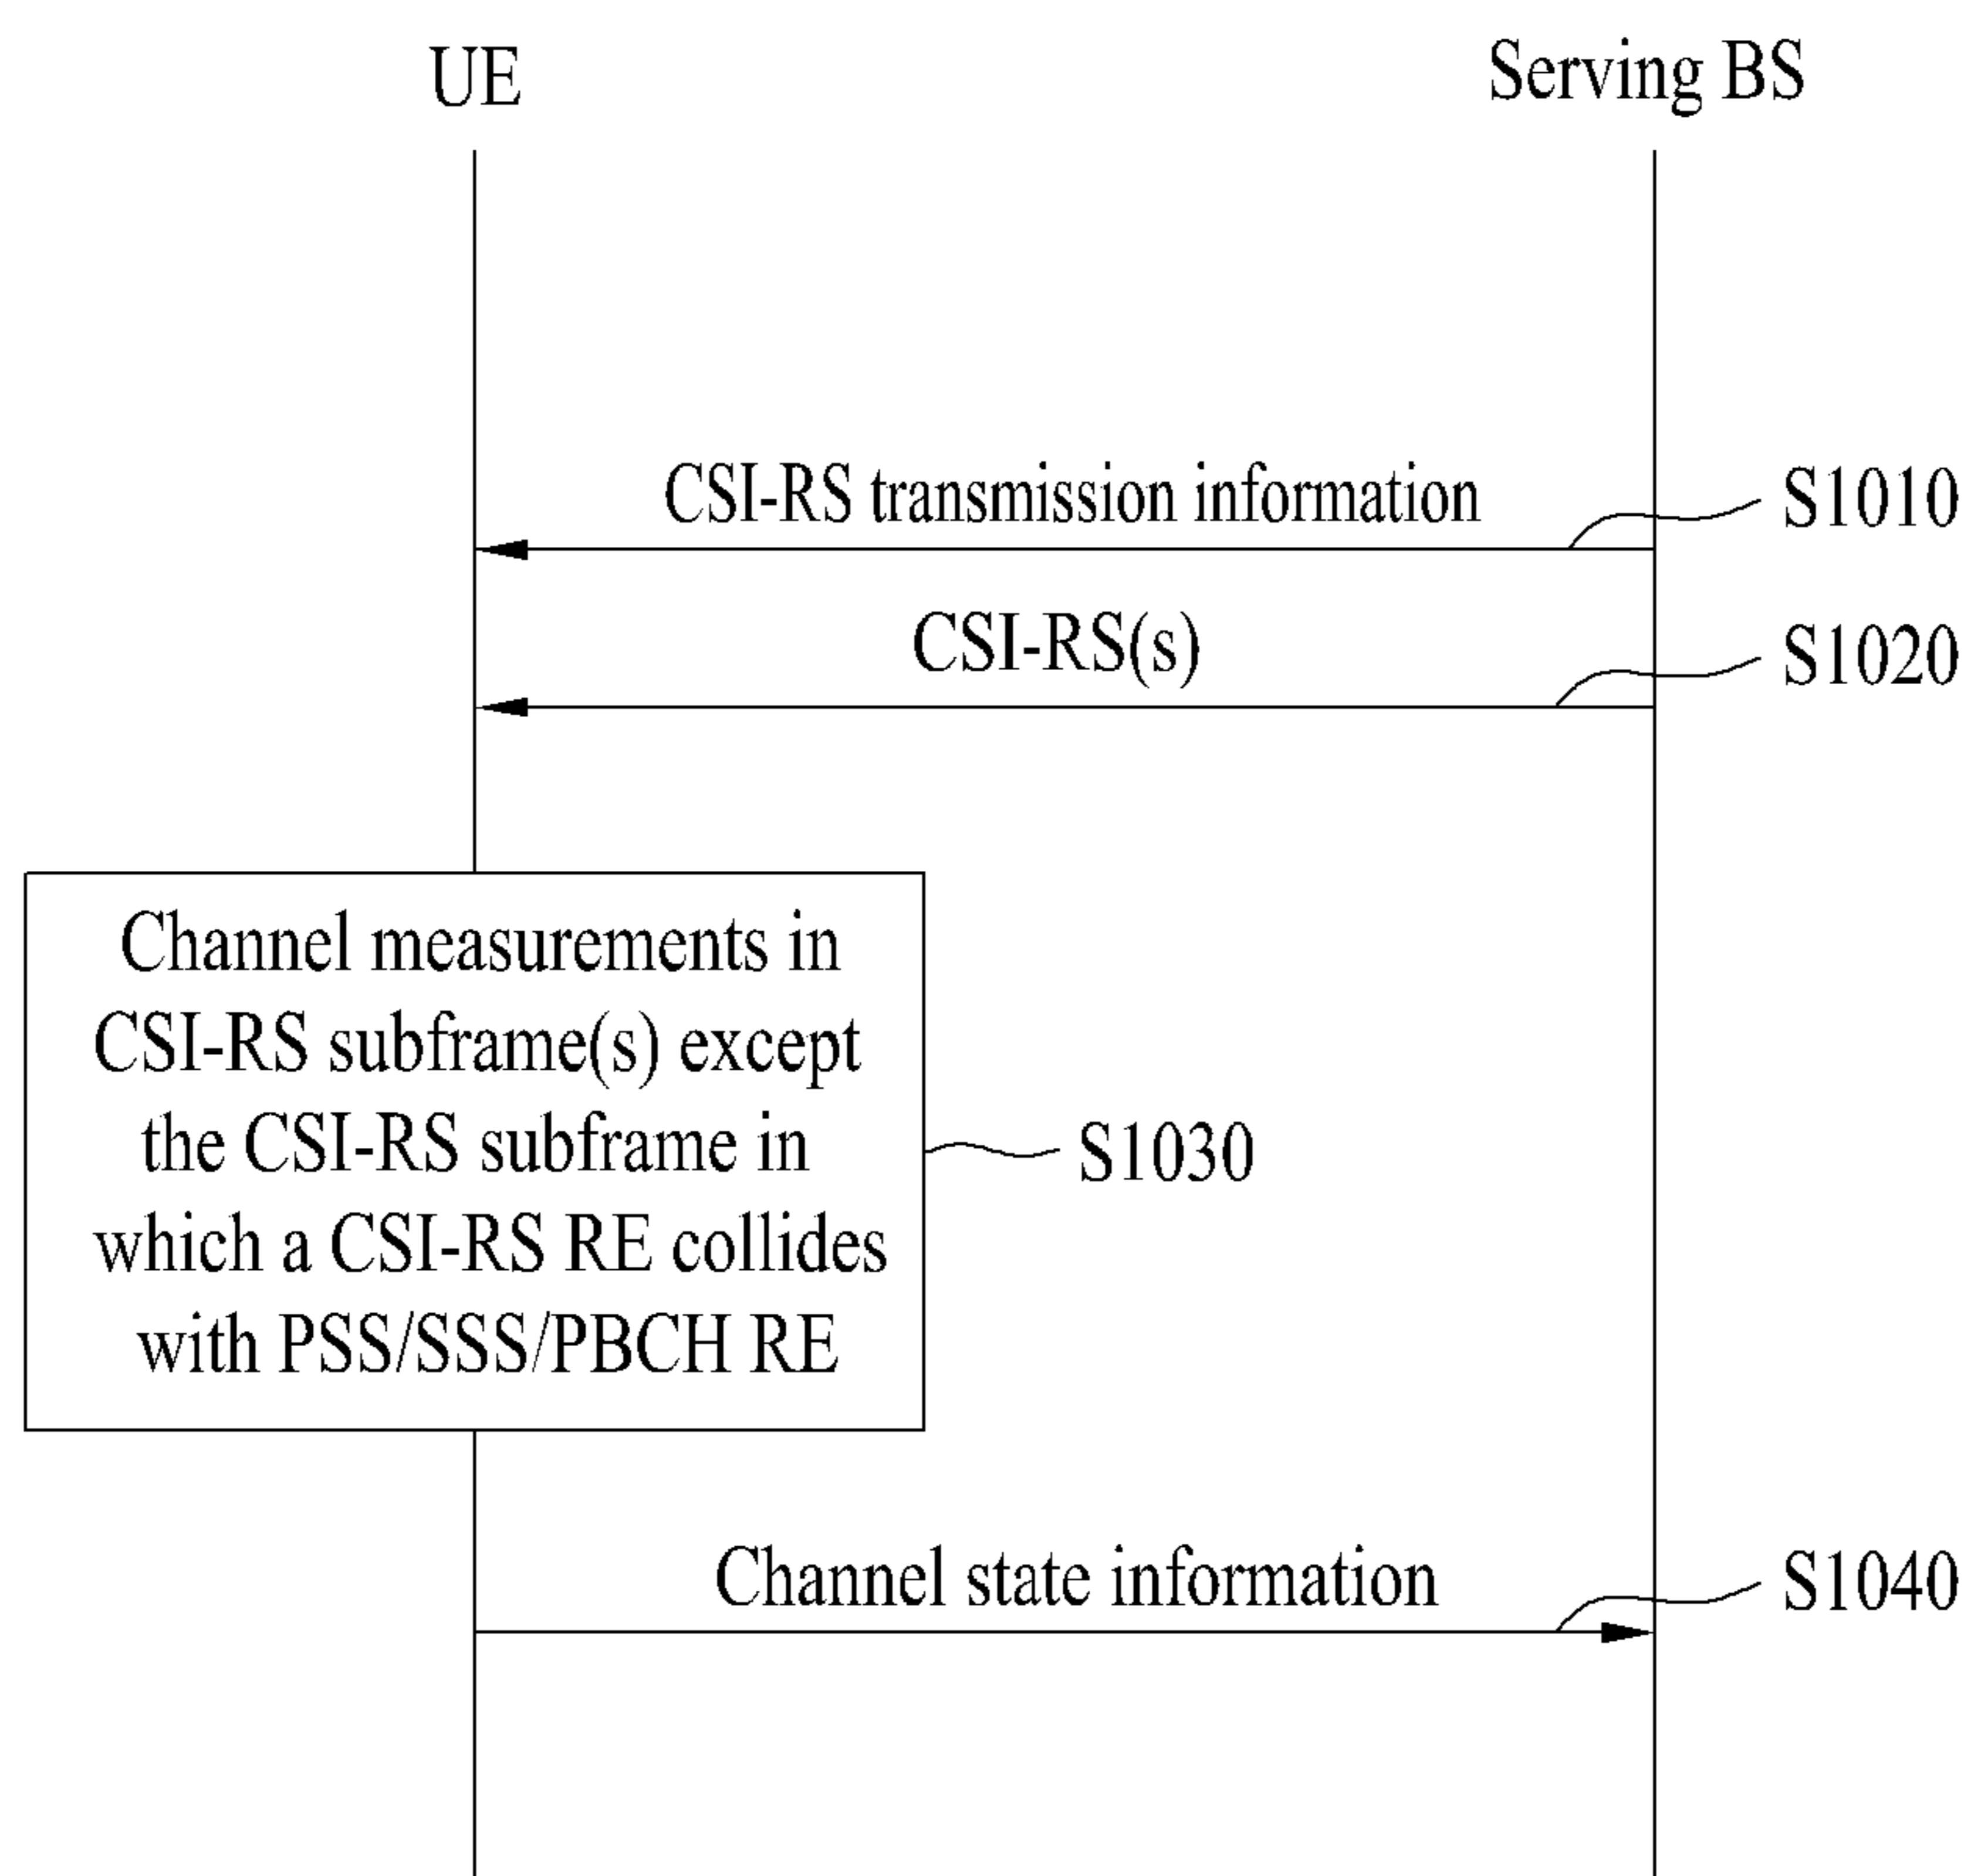 UE
Serving BS
CSI-RS transmission information
S1010
CSI-RS(s)
S1020
Channel measurements in
CSI-RS subframe(s) except
the CSI-RS subframe in
which a CSI-RS RE collides
with PSS/SSS/PBCH RE
S1030
Channel state information
S1040